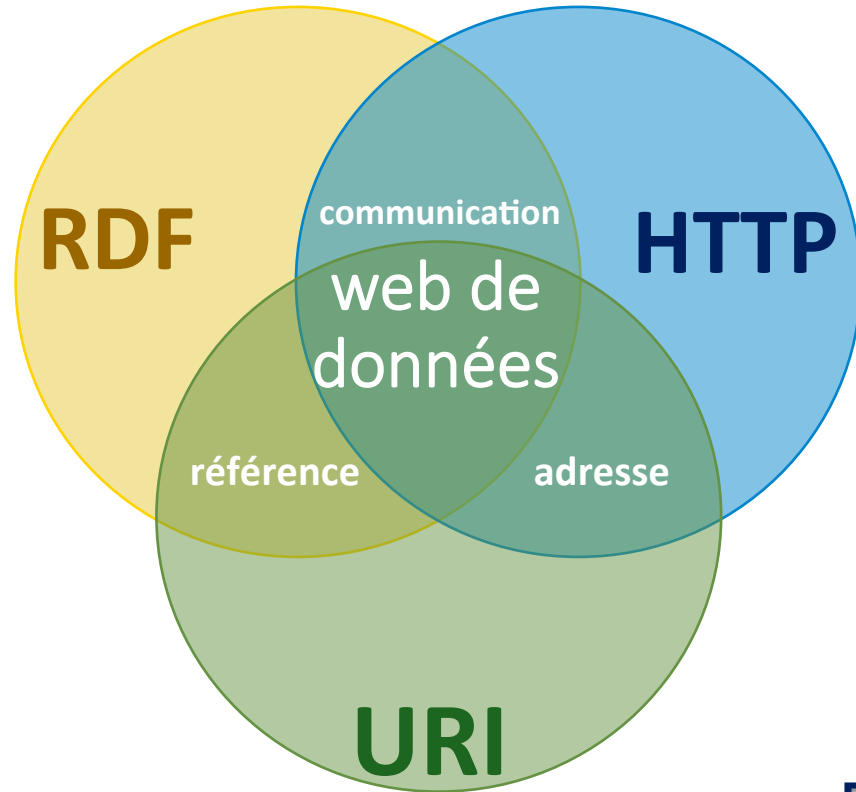 communication
RDF
HTTP
web de
données
référence
adresse
URI